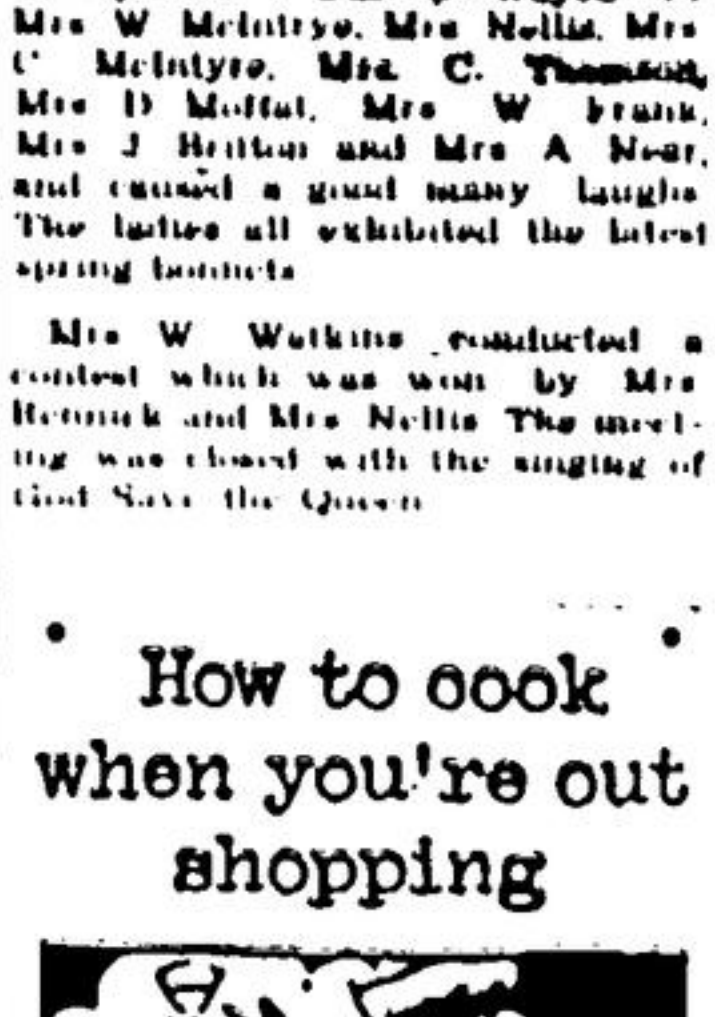 Mrs W McIntrye, Mrs Nellis, Mrs
C McIntyre, Mrs. C. Thomson,
Mrs D Moffat, Mrs W Frank,
Mrs J Britton and Mrs A Near,
and caused a good many laughs
The ladies all exhibited the latest
spring bonnets
Mrs W Watkins conducted a
contest which was won by Mrs
and Mrs Nellis The meet-
ing was closed with the singing of
God Save the Queen
How to cook
when you're out
shopping